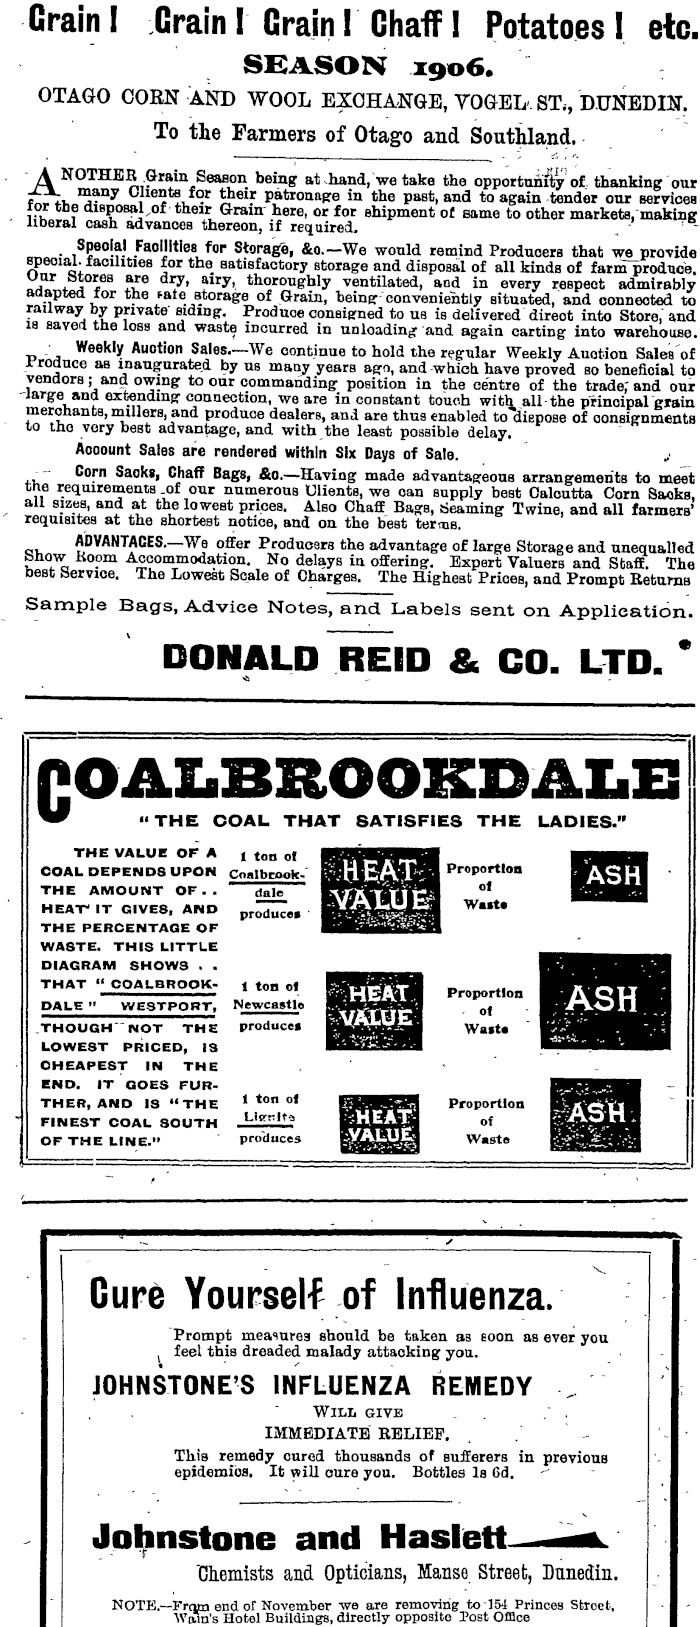 Grain! Grain! Grain! Chaff! Potatoes! etc.
SEASON 1906.
OTAGO CORN AND WOOL EXCHANGE, VOGEL ST., DUNEDIN.
To the Farmers of Otago and Southland.
ANOTHER Grain Season being at hand, we take the opportunity of thanking our
many Clients for their patronage in the past, and to again tender our services
for the disposal of their Grain here, or for shipment of same to other markets, making
liberal cash advances thereon, if required.
Special Facilities for Storage, &c.—We would remind Producers that we provide
special facilities for the satisfactory storage and disposal of all kinds of farm produce.
Our Stores are dry, airy, thoroughly ventilated, and in every respect admirably
adapted for the safe storage of Grain, being conveniently situated, and connected to
railway by private siding. Produce consigned to us is delivered direct into Store, and
is saved the loss and waste incurred in unloading and again carting into warehouse.
Weekly Auction Sales.—We continue to hold the regular Weekly Auction Sales of
Produce as inaugurated by us many years ago, and which have proved so beneficial to
vendors; and owing to our commanding position in the centre of the trade, and our
large and extending connection, we are in constant touch with all the principal grain
merchants, millers, and produce dealers, and are thus enabled to dispose of consignments
to the very best advantage, and with the least possible delay.
Account Sales are rendered within Six Days of Sale.
Corn Sacks, Chaff Bags, &c.—Having made advantageous arrangements to meet
the requirements of our numerous Clients, we can supply best Calcutta Corn Sacks,
all sizes, and at the lowest prices. Also Chaff Bags, Seaming Twine, and all farmers'
requisites at the shortest notice, and on the best terms.
ADVANTAGES.—We offer Producers the advantage of large Storage and unequalled
Show Room Accommodation. No delays in offering. Expert Valuers and Staff. The
best Service. The Lowest Scale of Charges. The Highest Prices, and Prompt Returns
Sample Bags, Advice Notes, and Labels sent on Application.
DONALD REID & CO. LTD.
COALBROOKDALE
"THE COAL THAT SATISFIES THE LADIES."
THE VALUE OF A
COAL DEPENDS UPON
THE AMOUNT OF..
HEAT IT GIVES, AND
THE PERCENTAGE OF
WASTE. THIS LITTLE
DIAGRAM SHOWS . .
THAT "COALBROOK-
DALE" WESTPORT,
THOUGH NOT THE
LOWEST PRICED, IS
CHEAPEST IN THE
END. IT GOES FUR-
THER, AND IS "THE
FINEST COAL SOUTH
OF THE LINE."
1 ton of
Coalbrook-
dale
produces
HEAT
VALUE
Proportion
of
Waste
ASH
1 ton of
Newcastle
produces
HEAT
VALUE
Proportion
of
Waste
ASH
1 ton of
Lignite
produces
HEAT
VALUE
Proportion
of
Waste
ASH
Cure Yourself of Influenza.
Prompt measures should be taken as soon as ever you
feel this dreaded malady attacking you.
JOHNSTONE'S INFLUENZA REMEDY
WILL GIVE
IMMEDIATE RELIEF.
This remedy cured thousands of sufferers in previous
epidemics. It will cure you. Bottles 1s 6d.
Johnstone and Haslett
Chemists and Opticians, Manse Street, Dunedin.
NOTE.—From end of November we are removing to 154 Princes Street,
Wain's Hotel Buildings, directly opposite Post Office